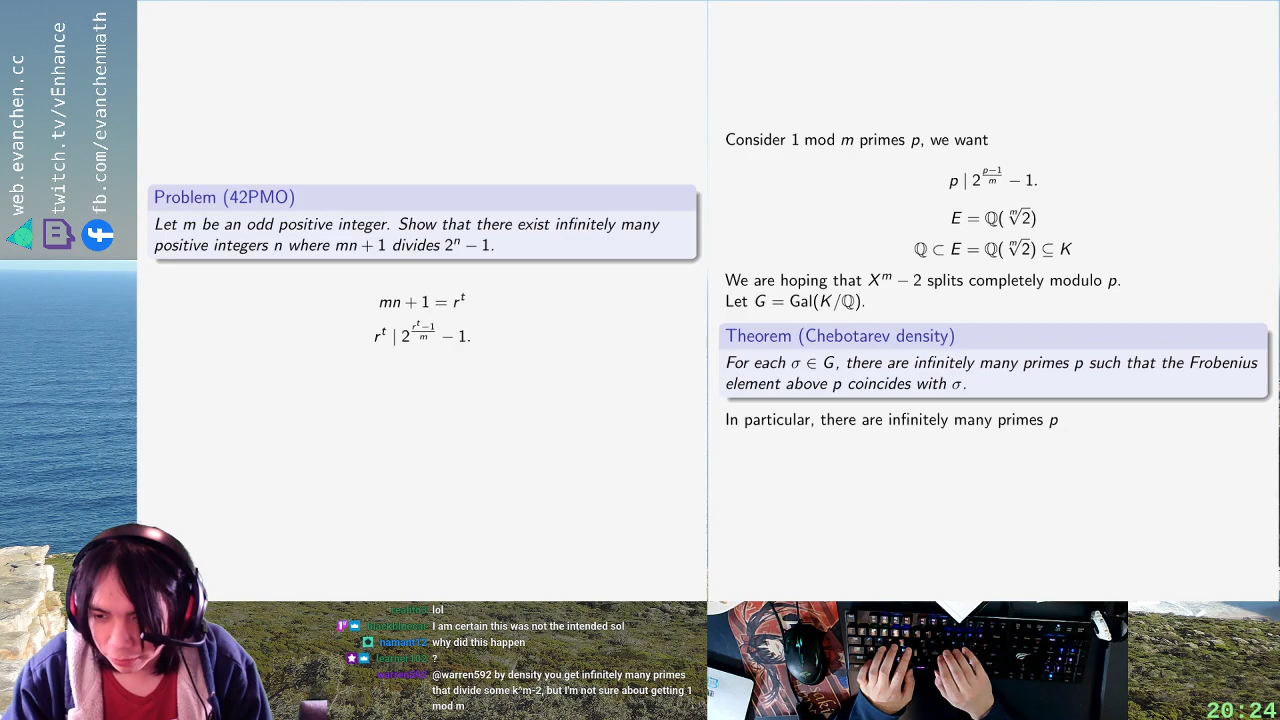 web.evanchen.cc
twitch.tv/vEnhance
fb.com/evanchenmath
Problem (42PMO)
Let m be an odd positive integer. Show that there exist infinitely many
positive integers n where mn + 1 divides 2^n − 1.
mn + 1 = r^t
r^t | 2^{\frac{r^t−1}{m}} − 1.
Consider 1 mod m primes p, we want
p | 2^{\frac{p−1}{m}} − 1.
E = ℚ(\sqrt[m]{2})
ℚ ⊂ E = ℚ(\sqrt[m]{2}) ⊆ K
We are hoping that X^m − 2 splits completely modulo p.
Let G = Gal(K/ℚ).
Theorem (Chebotarev density)
For each σ ∈ G, there are infinitely many primes p such that the Frobenius
element above p coincides with σ.
In particular, there are infinitely many primes p
lol
I am certain this was not the intended sol
why did this happen
?
@warren592 by density you get infinitely many primes
that divide some k^m-2, but I'm not sure about getting 1
mod m
20:24